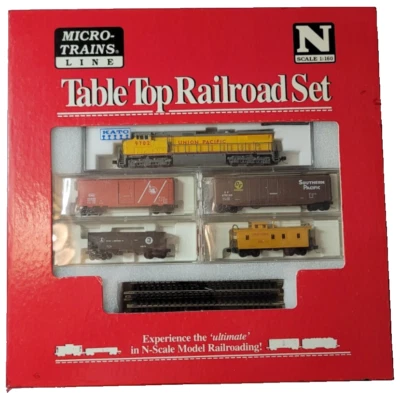 MICRO-
TRAINS®
LINE
N
SCALE 1:160
Table Top Railroad Set
KATO
UNION PACIFIC
SOUTHERN
PACIFIC
Experience the ‘ultimate’
in N-Scale Model Railroading!